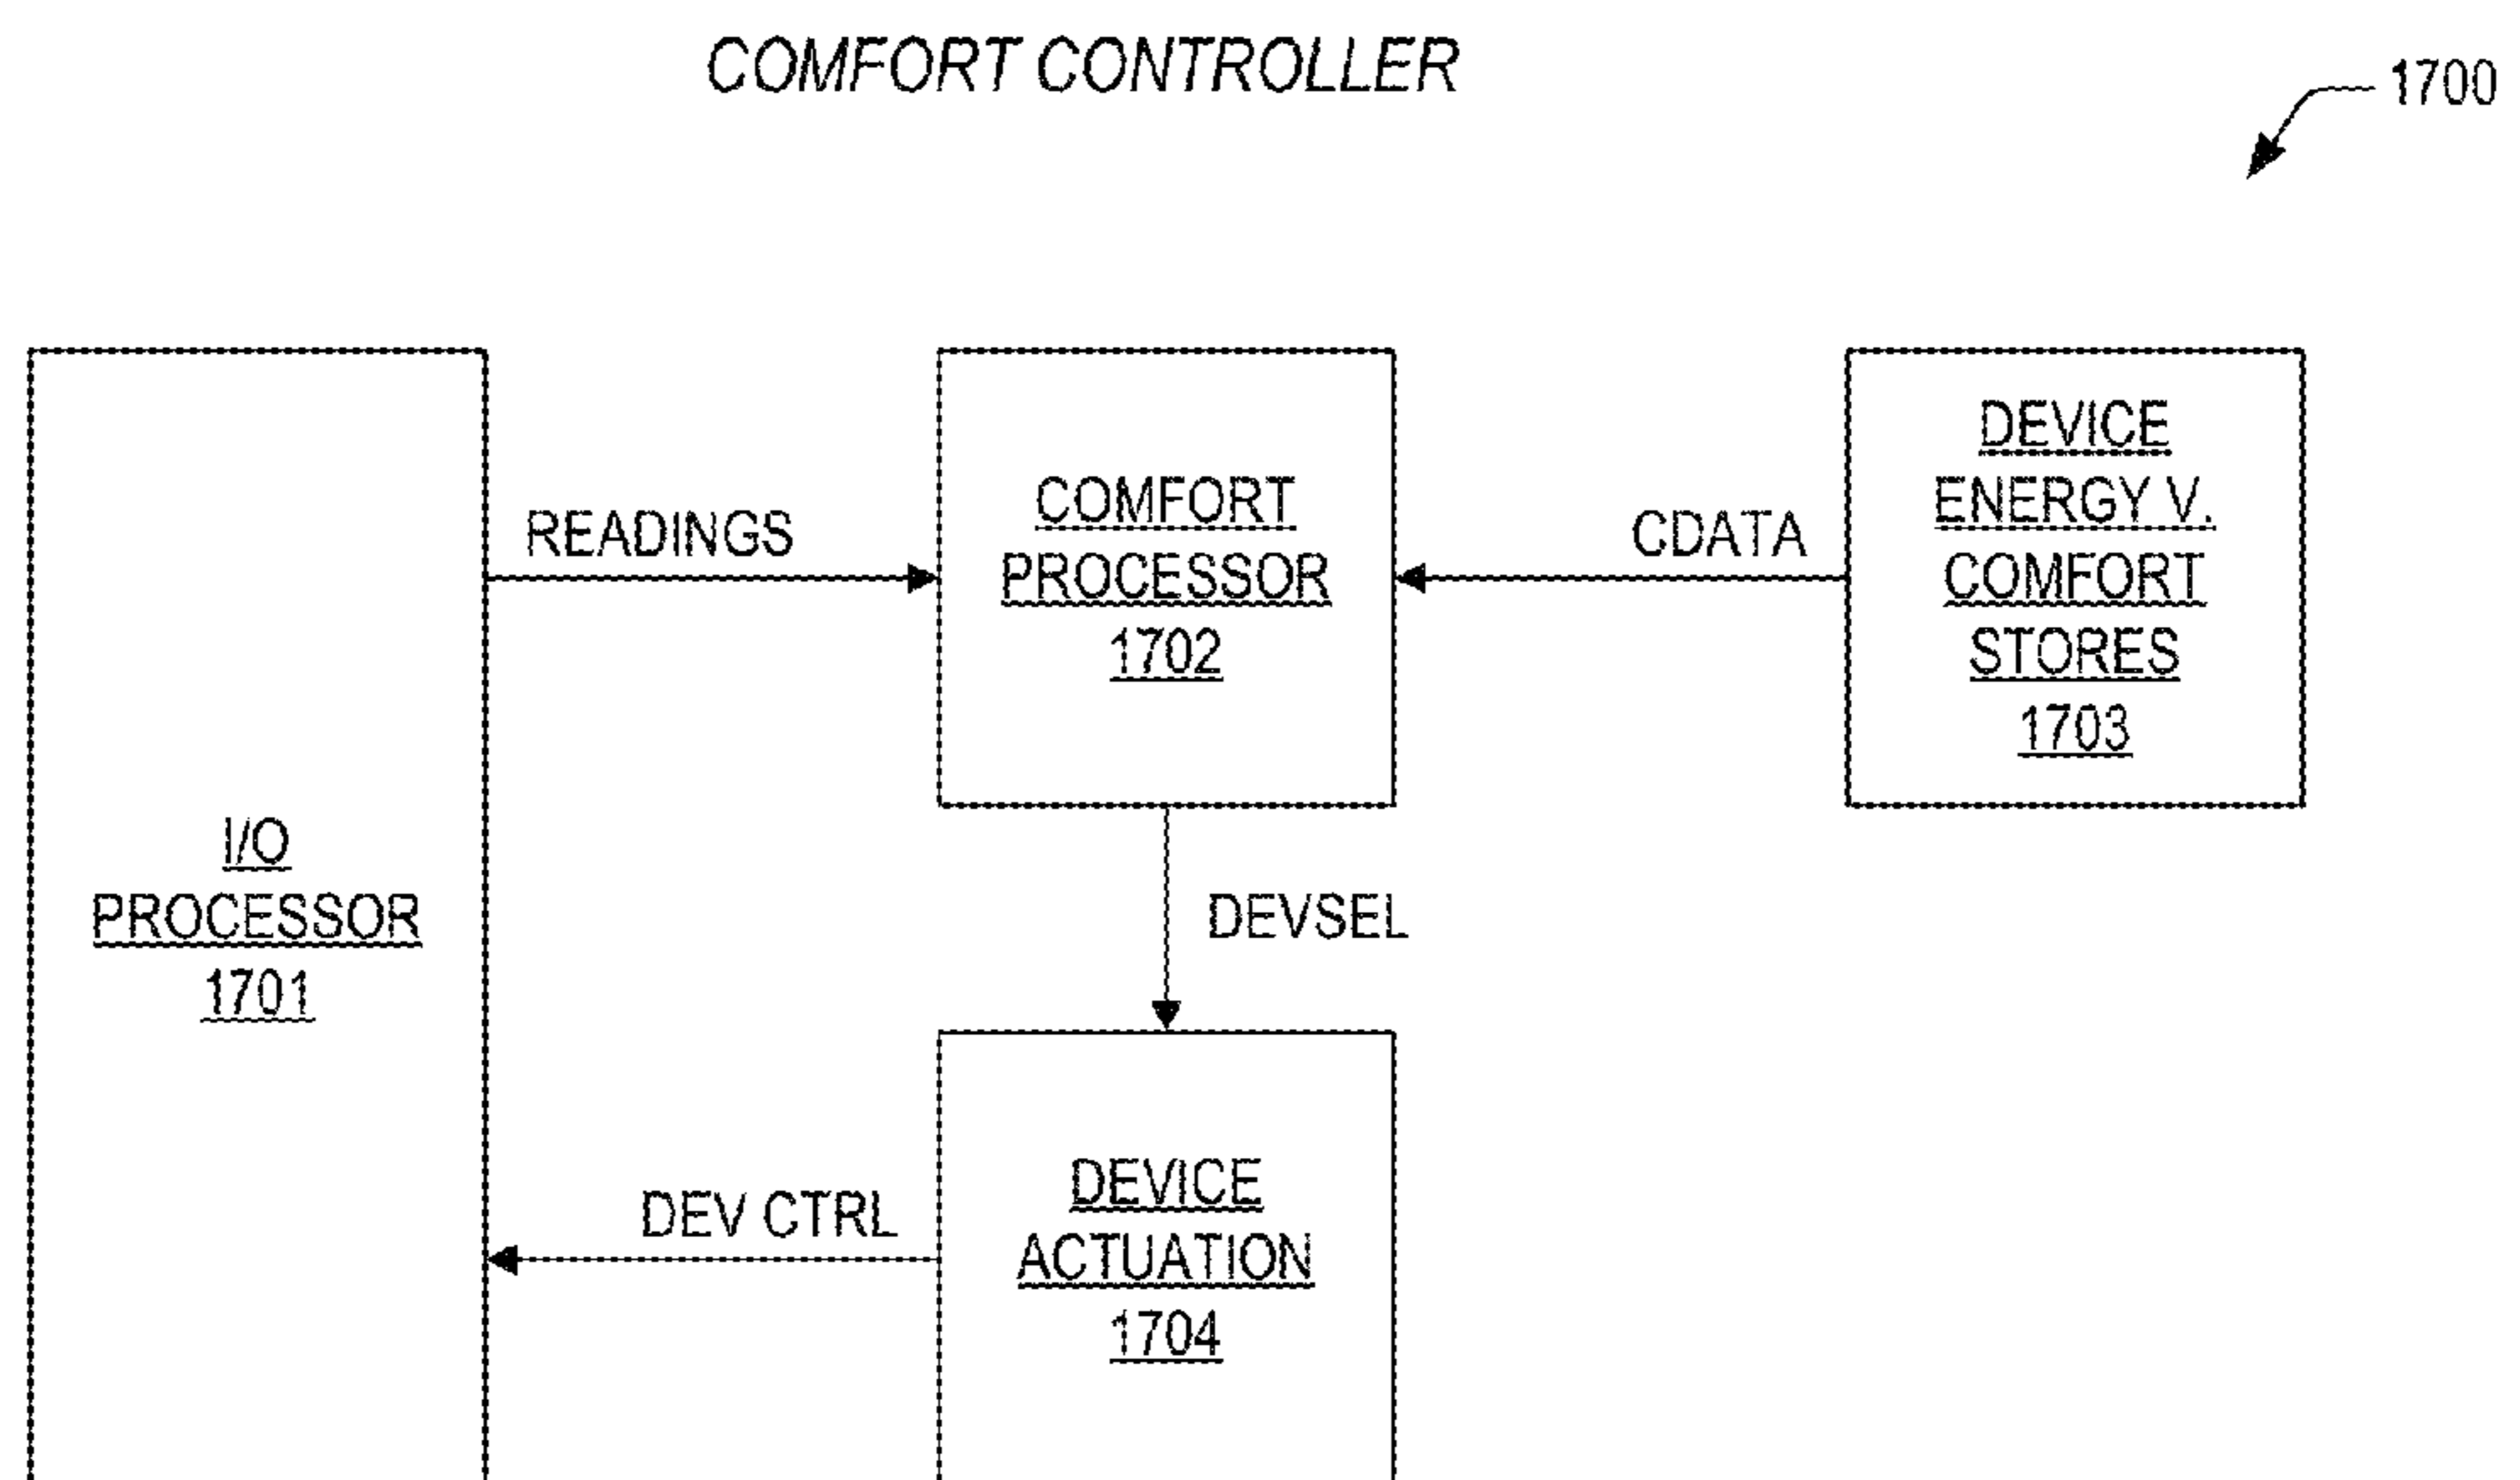 COMFORT CONTROLLER
1700
I/O
PROCESSOR
1701
READINGS
COMFORT
PROCESSOR
1702
CDATA
DEVICE
ENERGY V.
COMFORT
STORES
1703
DEVSEL
DEV CTRL
DEVICE
ACTUATION
1704